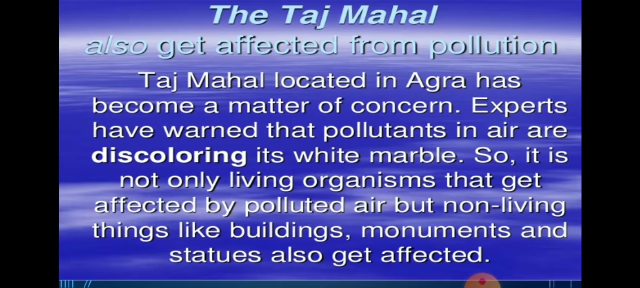 The Taj Mahal
also get affected from pollution
Taj Mahal located in Agra has
become a matter of concern. Experts
have warned that pollutants in air are
discoloring its white marble. So, it is
not only living organisms that get
affected by polluted air but non-living
things like buildings, monuments and
statues also get affected.